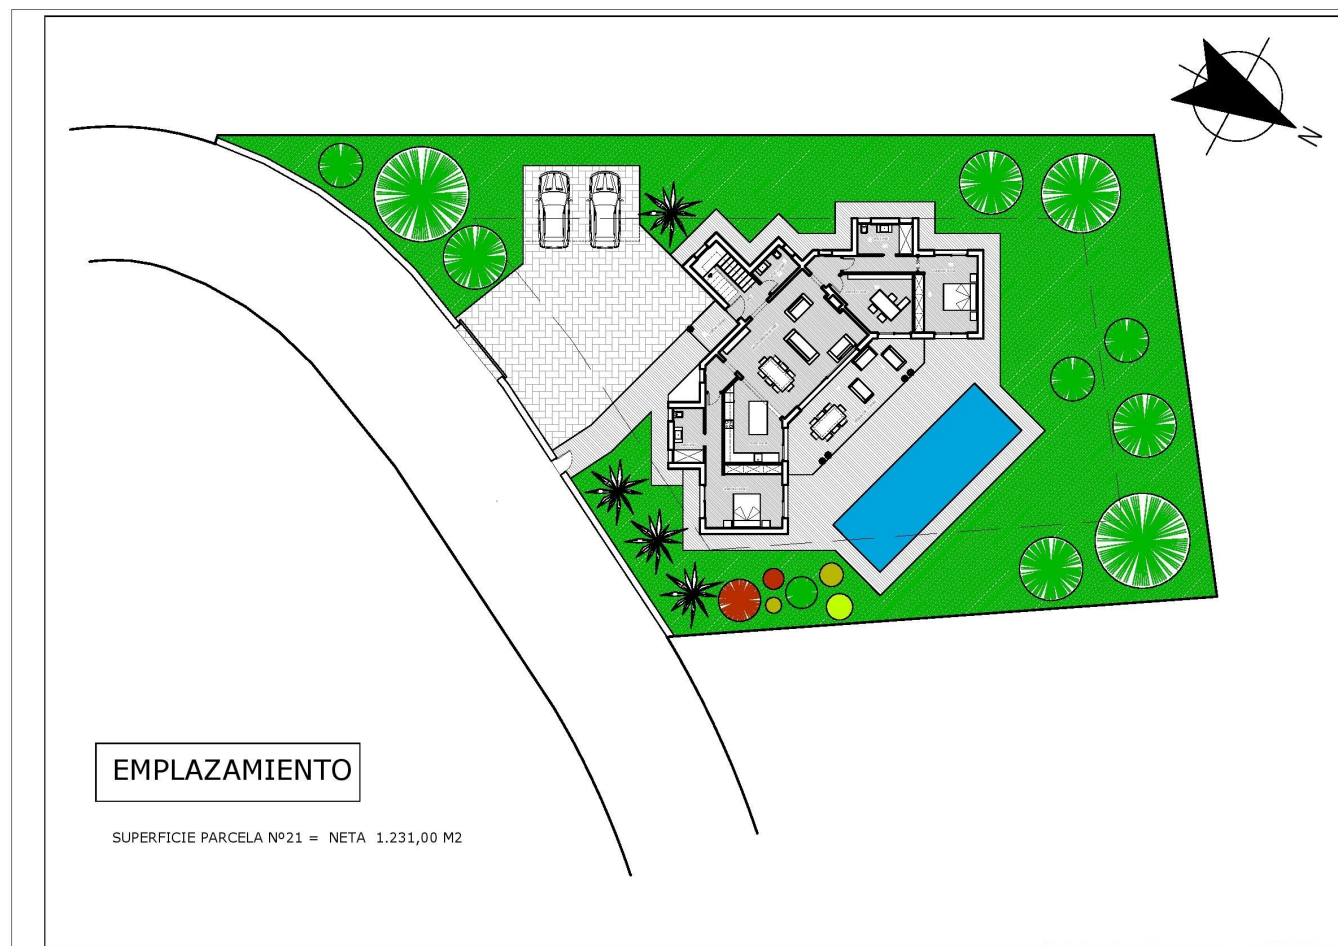 N
EMPLAZAMIENTO
SUPERFICIE PARCELA Nº21 = NETA 1.231,00 M2